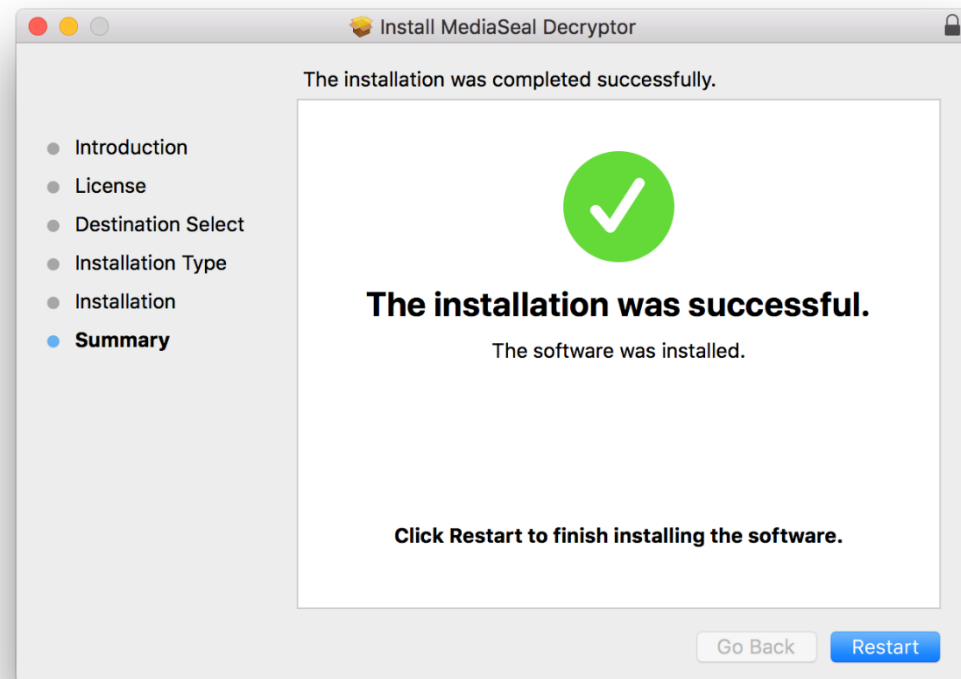 Install MediaSeal Decryptor
The installation was completed successfully.
Introduction
License
Destination Select
Installation Type
Installation
Summary
The installation was successful.
The software was installed.
Click Restart to finish installing the software.
Go Back
Restart